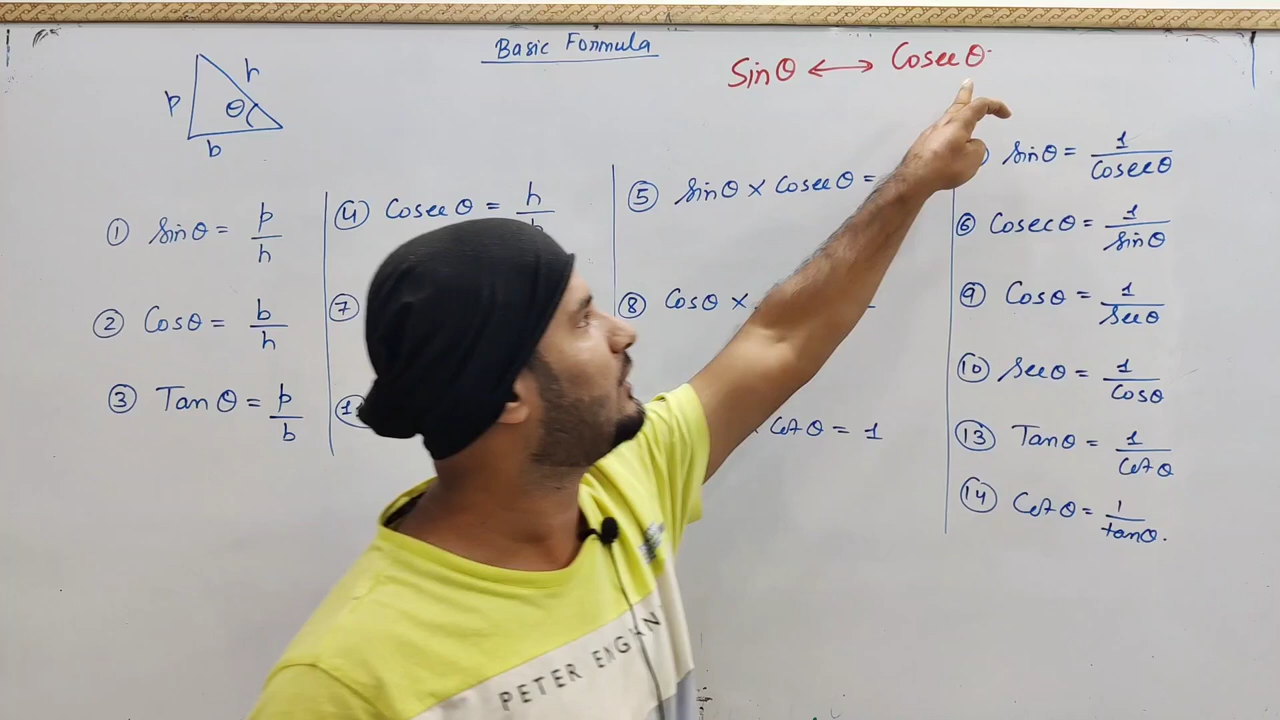 Basic Formula
Sinθ ↔ Cosecθ
p
h
θ
b
① Sinθ = p/h
② Cosθ = b/h
③ Tanθ = p/b
④ Cosecθ = h
⑦
⑤ Sinθ × Cosecθ =
⑧ Cosθ ×
Cotθ = 1
Sinθ = 1/Cosecθ
⑥ Cosecθ = 1/Sinθ
⑨ Cosθ = 1/Secθ
⑩ Secθ = 1/Cosθ
⑬ Tanθ = 1/Cotθ
⑭ Cotθ = 1/tanθ.
PETER ENGLAN